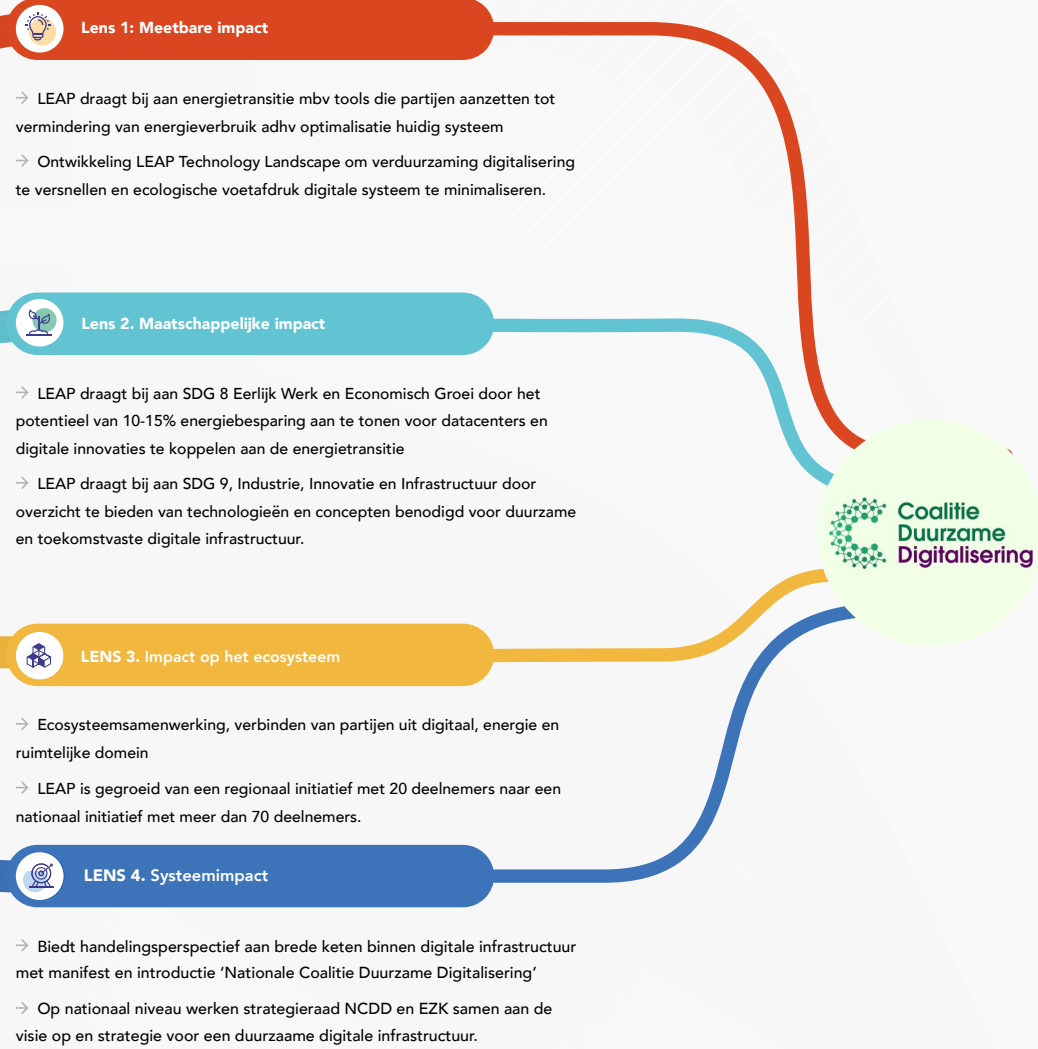 Lens 1: Meetbare impact
→ LEAP draagt bij aan energietransitie mbv tools die partijen aanzetten tot
vermindering van energieverbruik adhv optimalisatie huidig systeem
→ Ontwikkeling LEAP Technology Landscape om verduurzaming digitalisering
te versnellen en ecologische voetafdruk digitale systeem te minimaliseren.
Lens 2. Maatschappelijke impact
→ LEAP draagt bij aan SDG 8 Eerlijk Werk en Economisch Groei door het
potentieel van 10-15% energiebesparing aan te tonen voor datacenters en
digitale innovaties te koppelen aan de energietransitie
→ LEAP draagt bij aan SDG 9, Industrie, Innovatie en Infrastructuur door
overzicht te bieden van technologieën en concepten benodigd voor duurzame
en toekomstvaste digitale infrastructuur.
Coalitie
Duurzame
Digitalisering
LENS 3. Impact op het ecosysteem
→ Ecosysteemsamenwerking, verbinden van partijen uit digitaal, energie en
ruimtelijke domein
→ LEAP is gegroeid van een regionaal initiatief met 20 deelnemers naar een
nationaal initiatief met meer dan 70 deelnemers.
LENS 4. Systeemimpact
→ Biedt handelingsperspectief aan brede keten binnen digitale infrastructuur
met manifest en introductie ‘Nationale Coalitie Duurzame Digitalisering’
→ Op nationaal niveau werken strategieraad NCDD en EZK samen aan de
visie op en strategie voor een duurzaame digitale infrastructuur.